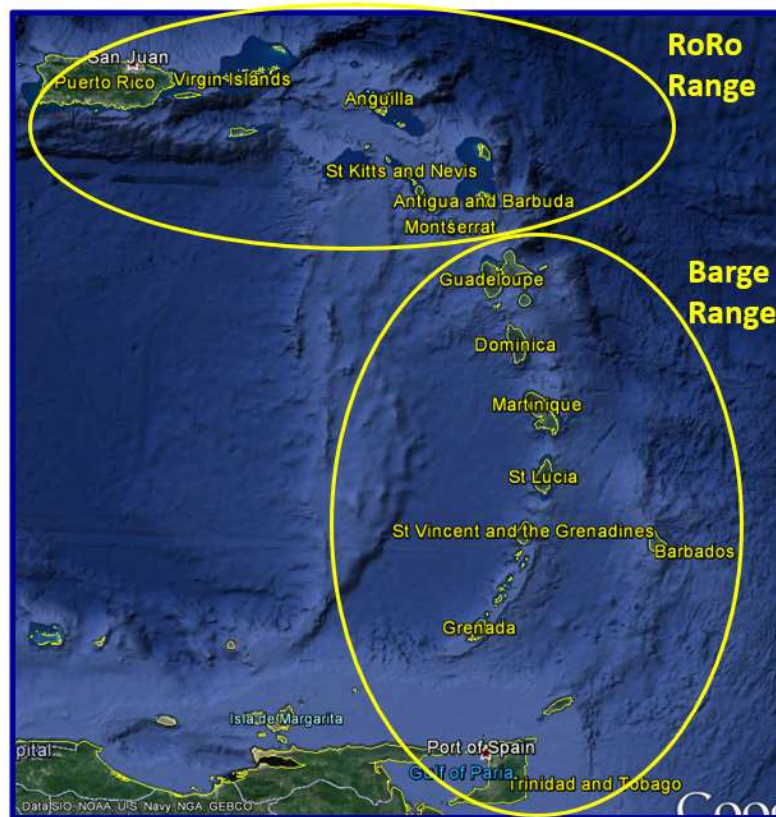 RoRo
Range
San Juan
Puerto Rico
Virgin Islands
Anguilla
St Kitts and Nevis
Antigua and Barbuda
Montserrat
Barge
Range
Guadeloupe
Dominica
Martinique
St Lucia
St Vincent and the Grenadines
Barbados
Grenada
Isla de Margarita
pital
Port of Spain
Gulf of Paria
Trinidad and Tobago
Data SIO, NOAA, U.S. Navy, NGA, GEBCO
Goo